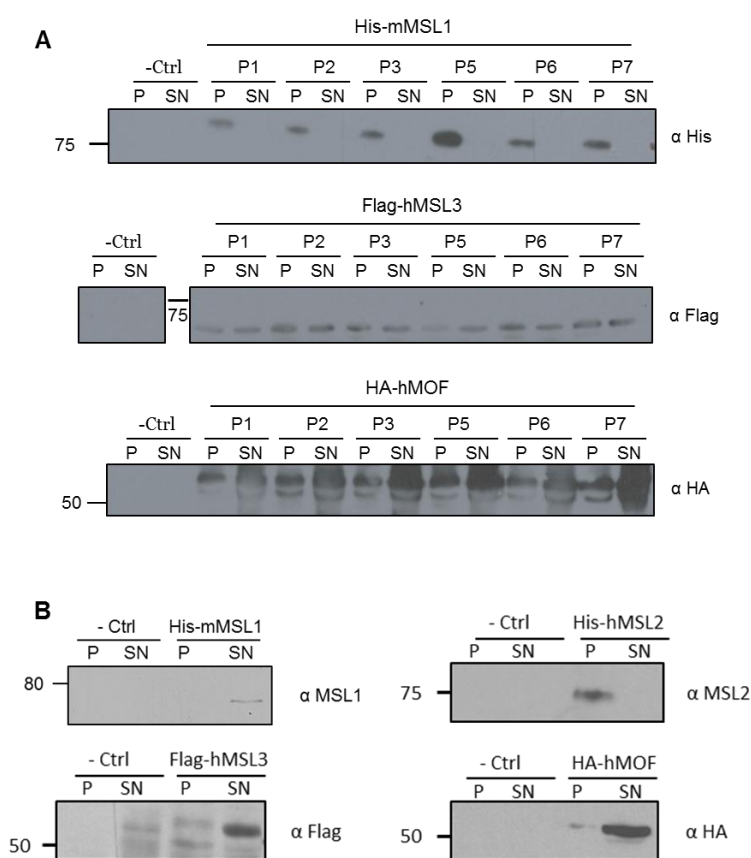 A
His-mMSL1
-Ctrl P1 P2 P3 P5 P6 P7
P SN P SN P SN P SN P SN P SN P SN
75
α His
Flag-hMSL3
-Ctrl P1 P2 P3 P5 P6 P7
P SN P SN P SN P SN P SN P SN P SN
75
α Flag
HA-hMOF
-Ctrl P1 P2 P3 P5 P6 P7
P SN P SN P SN P SN P SN P SN P SN
50
α HA
B
- Ctrl His-mMSL1
P SN P SN
80
α MSL1
- Ctrl His-hMSL2
P SN P SN
75
α MSL2
- Ctrl Flag-hMSL3
P SN P SN
50
α Flag
- Ctrl HA-hMOF
P SN P SN
50
α HA